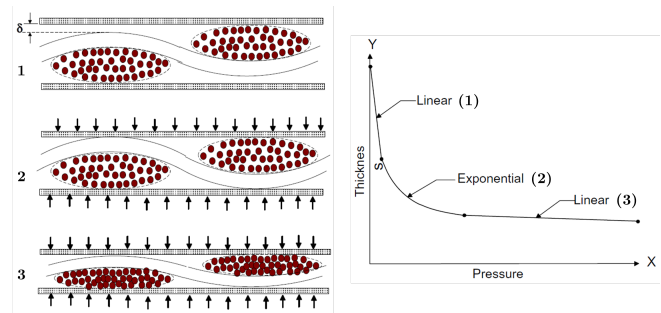 δ
1
2
3
Y
Linear (1)
S
Exponential (2)
Linear (3)
Thicknes
X
Pressure